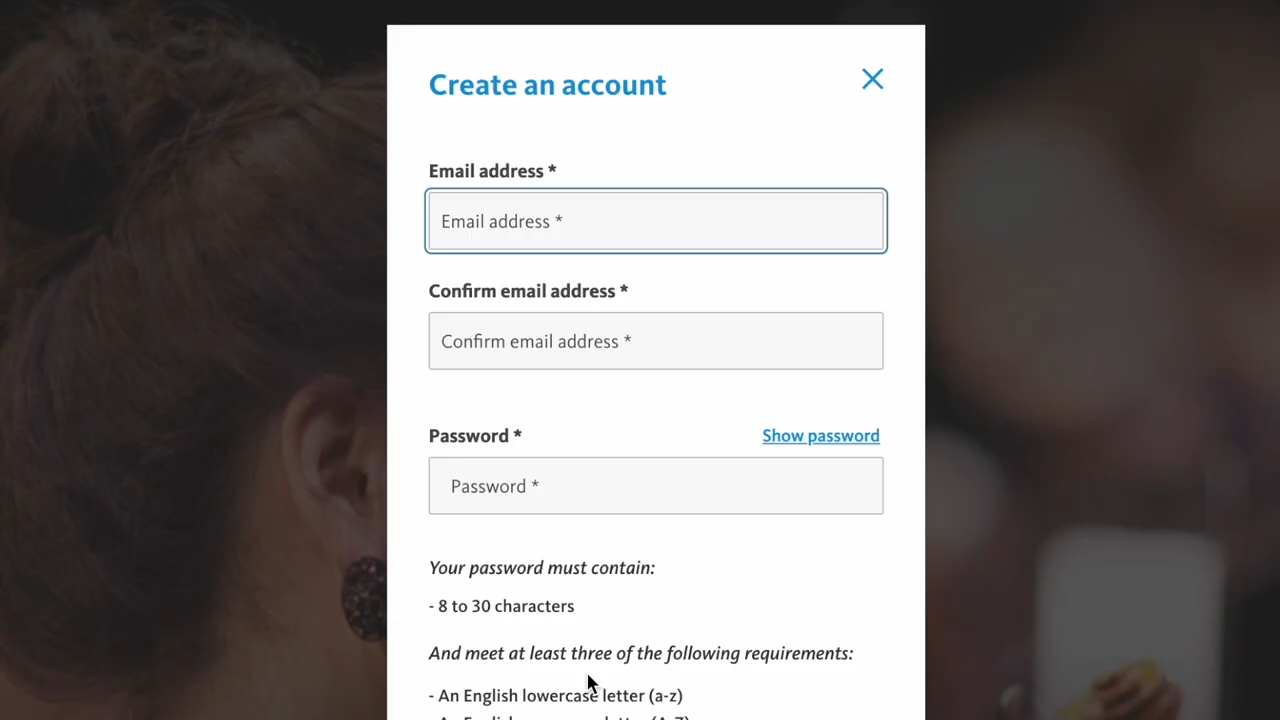 Create an account
Email address *
Email address *
Confirm email address *
Confirm email address *
Password *
Show password
Password *
Your password must contain:
- 8 to 30 characters
And meet at least three of the following requirements:
- An English lowercase letter (a-z)